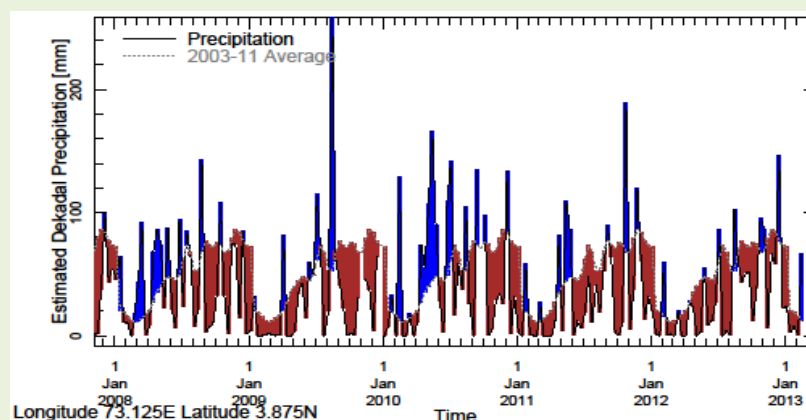 Precipitation
2003-11 Average
Estimated Dekadal Precipitation [mm]
200
100
0
1 1 1 1 1 1
Jan Jan Jan Jan Jan Jan
2008 2009 2010 2011 2012 2013
Time
Longitude 73.125E Latitude 3.875N